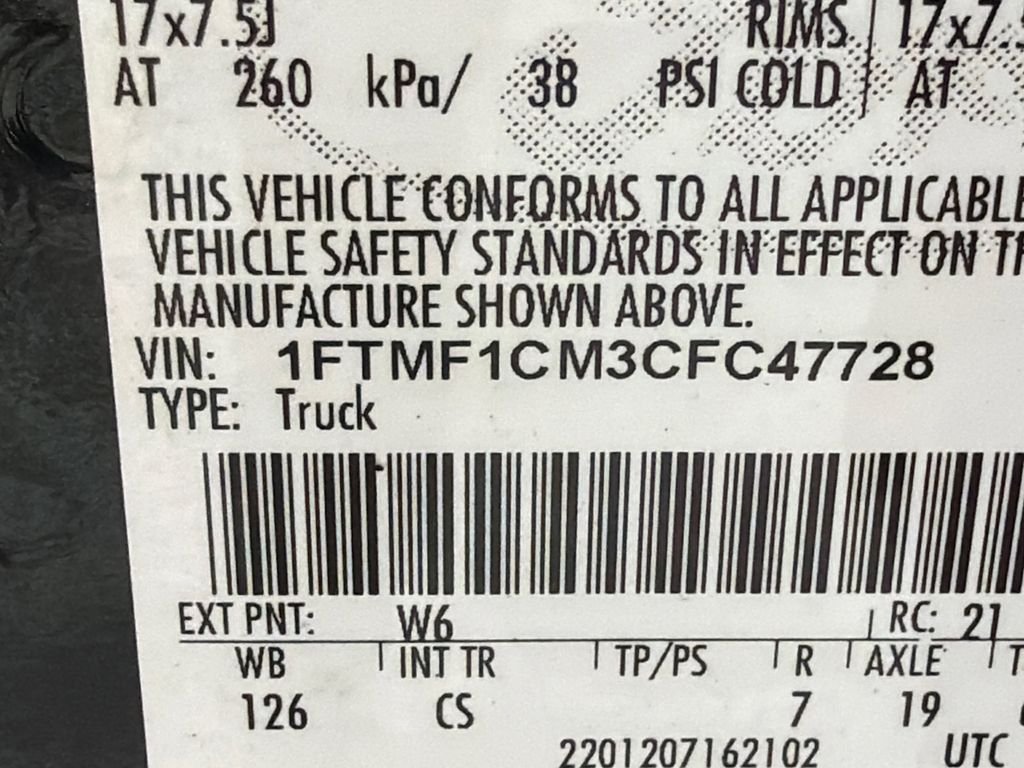 17x7.5J RIMS 17x7.5
AT 260 kPa/ 38 PSI COLD AT
THIS VEHICLE CONFORMS TO ALL APPLICABLE
VEHICLE SAFETY STANDARDS IN EFFECT ON
MANUFACTURE SHOWN ABOVE.
VIN: 1FTMF1CM3CFC47728
TYPE: Truck
EXT PNT: W6 RC: 21
WB INT TR TP/PS R AXLE T
126 CS 7 19
2201207162102 UTC